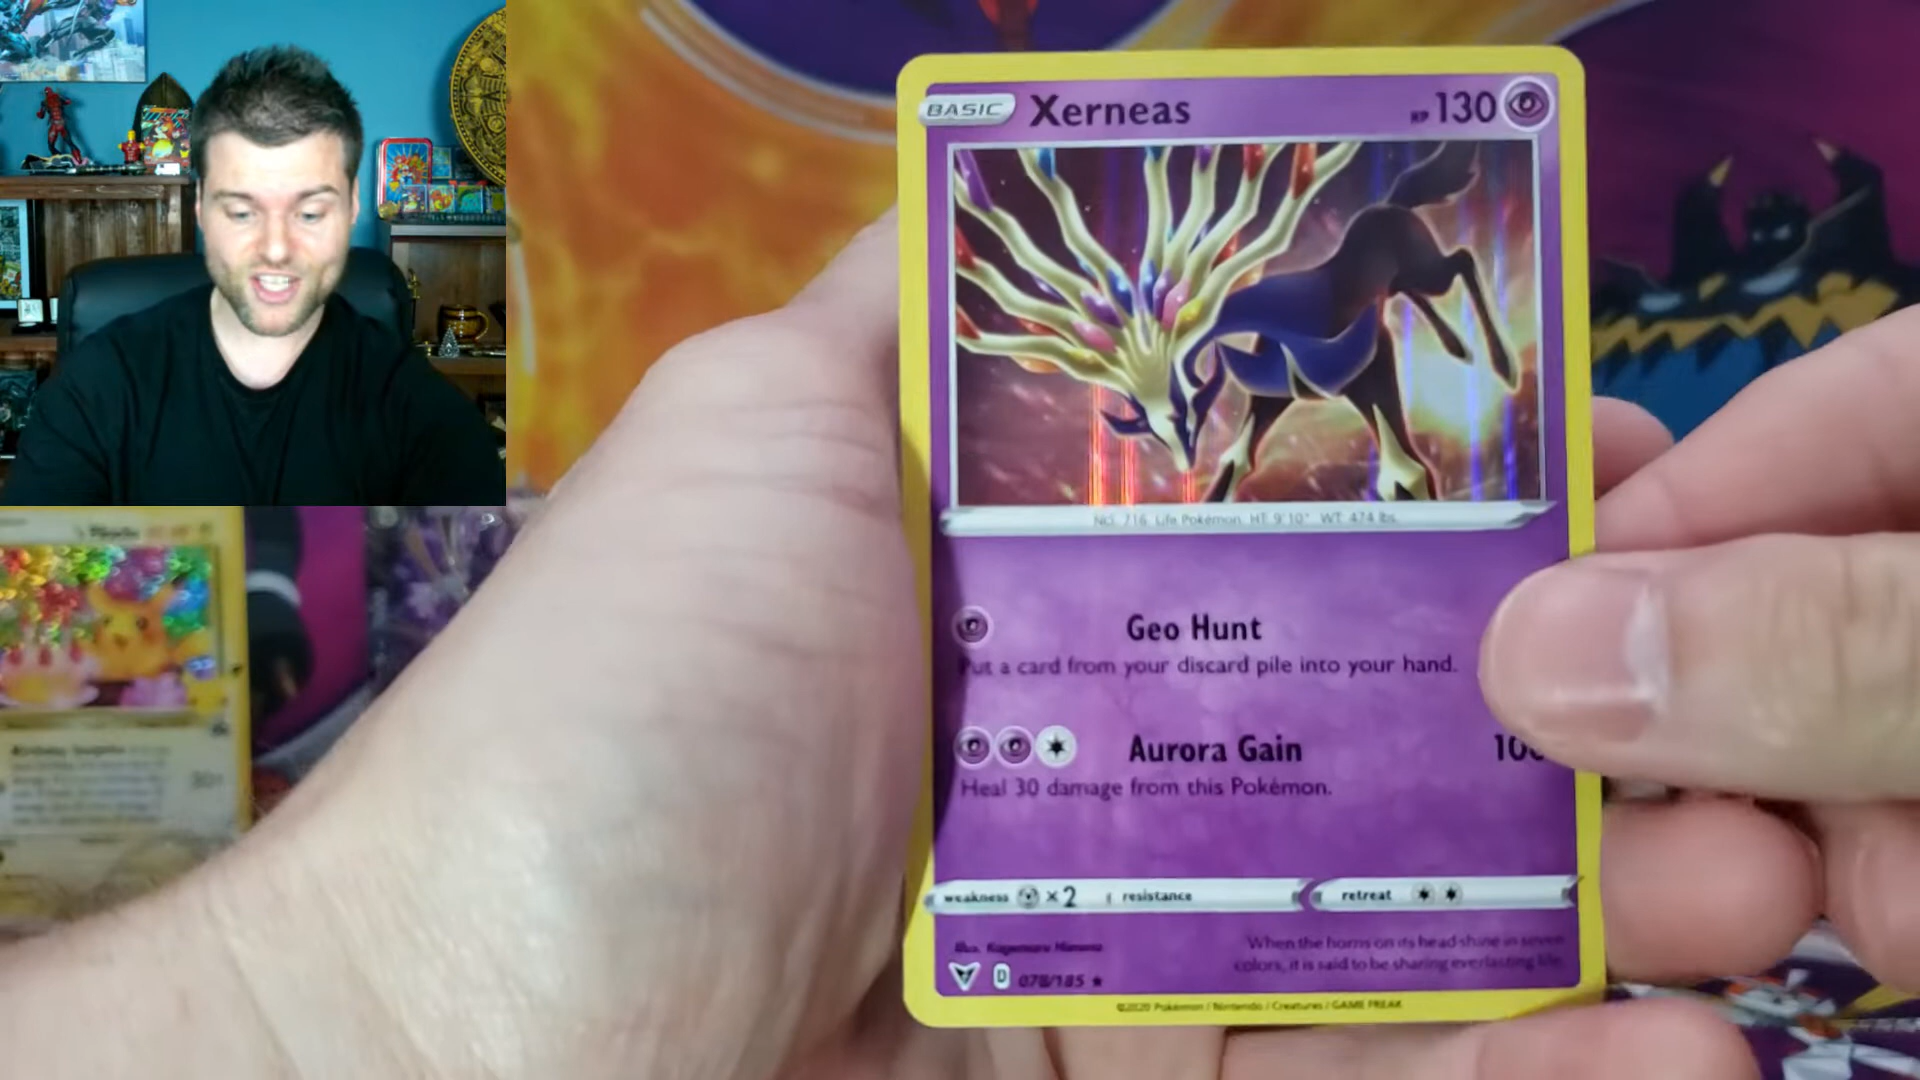 BASIC Xerneas HP 130
NO. 716 Life Pokémon HT: 9'10" WT: 474 lbs.
Geo Hunt
Put a card from your discard pile into your hand.
Aurora Gain 100
Heal 30 damage from this Pokémon.
weakness ×2 resistance retreat
Illus.
When the horns on its head shine in seven
colors, it is said to be sharing everlasting life.
D 078/185
©2020 Pokémon / Nintendo / Creatures / GAME FREAK
30+